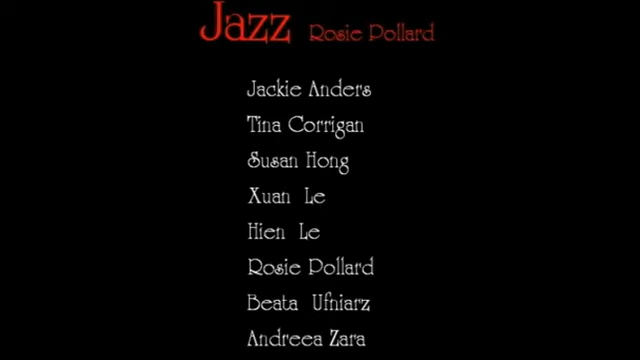 Jazz Rosie Pollard
Jackie Anders
Tina Corrigan
Susan Hong
Xuan Le
Hien Le
Rosie Pollard
Beata Ufniarz
Andreea Zara